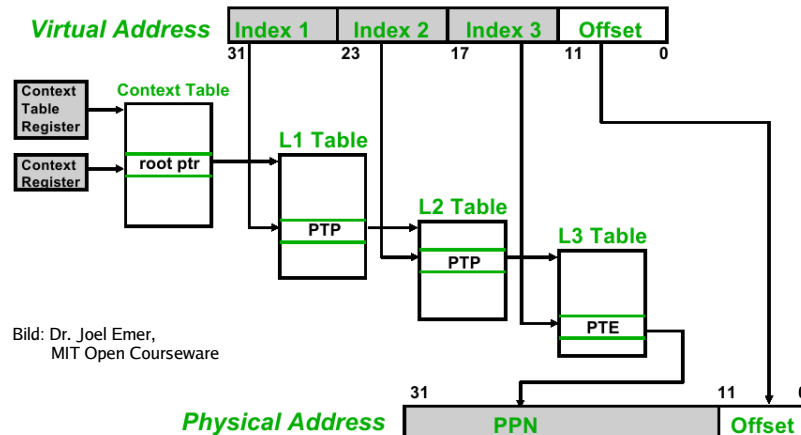 Virtual Address
Index 1 Index 2 Index 3 Offset
31 23 17 11 0
Context Table Register
Context Table
root ptr
Context Register
L1 Table
PTP
L2 Table
PTP
L3 Table
PTE
Bild: Dr. Joel Emer,
MIT Open Courseware
31 11 0
Physical Address
PPN Offset